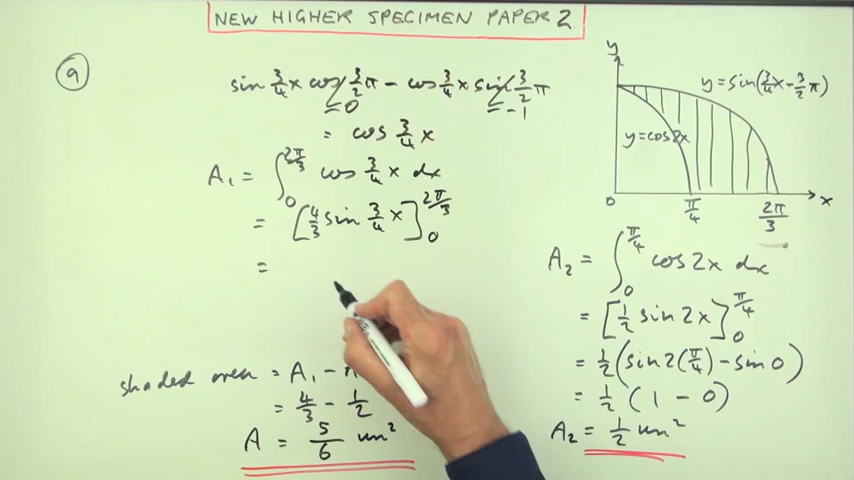 NEW HIGHER SPECIMEN PAPER 2
9
sin 3/4 x cos 3/2 π - cos 3/4 x sin 3/2 π
= 0
= -1
= cos 3/4 x
A₁ = ∫₀^{2π/3} cos 3/4 x dx
= [4/3 sin 3/4 x]₀^{2π/3}
=
shaded area = A₁ -
= 4/3 - 1/2
A = 5/6 un²
y
y = sin(3/4 x - 3/2 π)
y = cos 2x
0
π/4
2π/3
x
A₂ = ∫₀^{π/4} cos 2x dx
= [1/2 sin 2x]₀^{π/4}
= 1/2 (sin 2(π/4) - sin 0)
= 1/2 (1 - 0)
A₂ = 1/2 un²